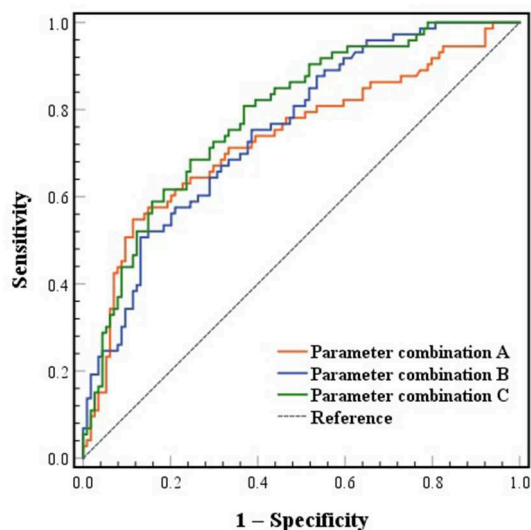 1.0
0.8
0.6
0.4
0.2
0.0
Sensitivity
Parameter combination A
Parameter combination B
Parameter combination C
Reference
0.0 0.2 0.4 0.6 0.8 1.0
1 – Specificity